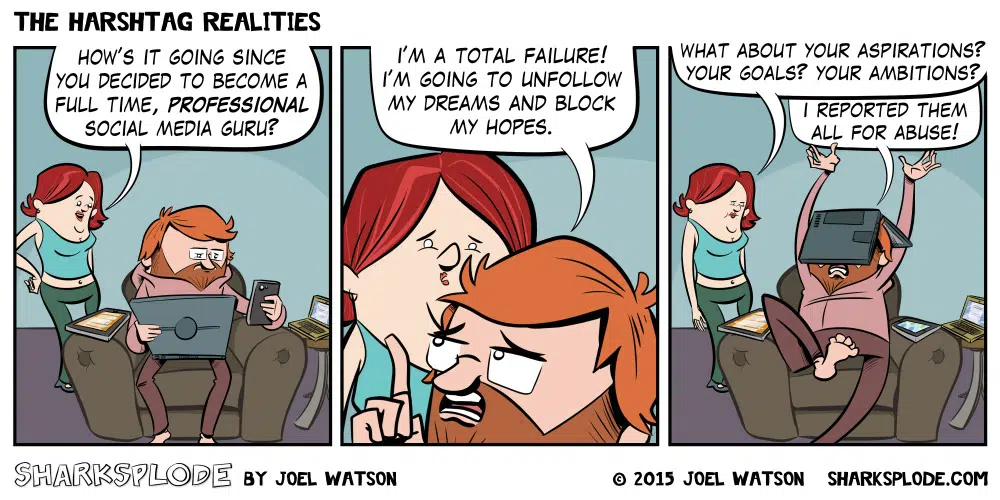 THE HARSHTAG REALITIES
HOW'S IT GOING SINCE
YOU DECIDED TO BECOME A
FULL TIME, PROFESSIONAL
SOCIAL MEDIA GURU?
I'M A TOTAL FAILURE!
I'M GOING TO UNFOLLOW
MY DREAMS AND BLOCK
MY HOPES.
WHAT ABOUT YOUR ASPIRATIONS?
YOUR GOALS? YOUR AMBITIONS?
I REPORTED THEM
ALL FOR ABUSE!
SHARKSPLODE BY JOEL WATSON
© 2015 JOEL WATSON SHARKSPLODE.COM